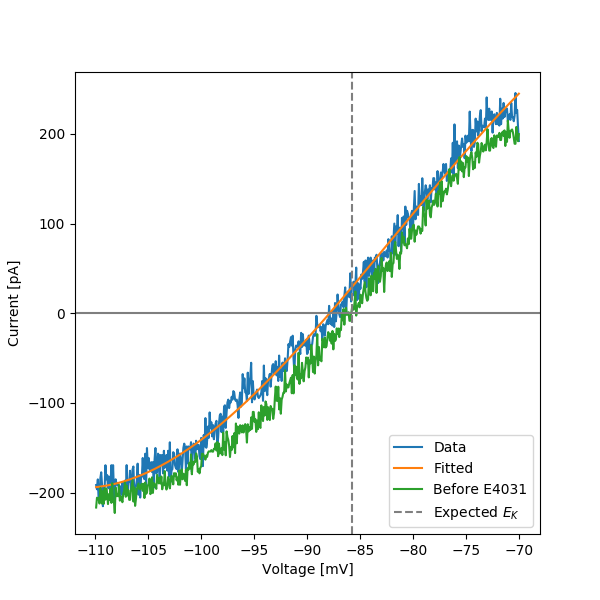 200
100
0
−100
−200
Current [pA]
Data
Fitted
Before E4031
Expected E_K
−110 −105 −100 −95 −90 −85 −80 −75 −70
Voltage [mV]